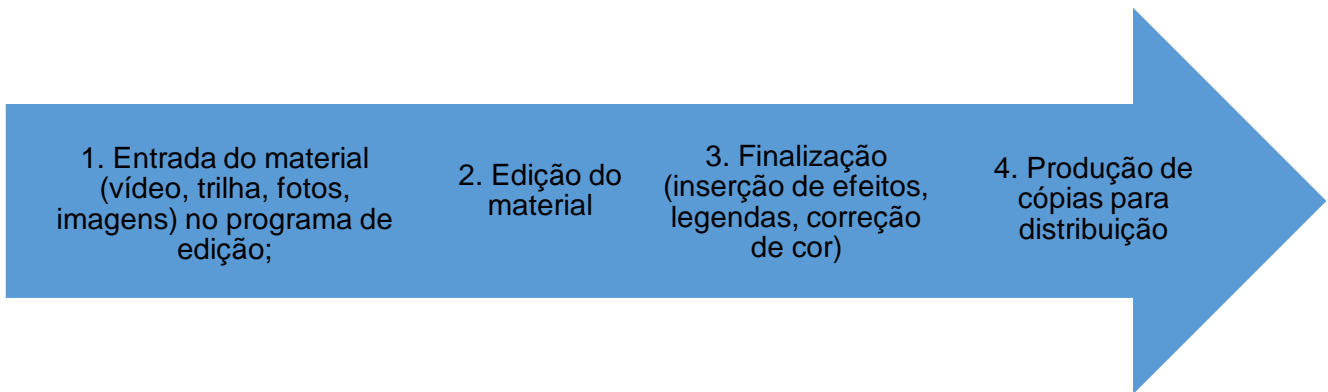 1. Entrada do material
(vídeo, trilha, fotos,
imagens) no programa de
edição;
2. Edição do
material
3. Finalização
(inserção de efeitos,
legendas, correção
de cor)
4. Produção de
cópias para
distribuição